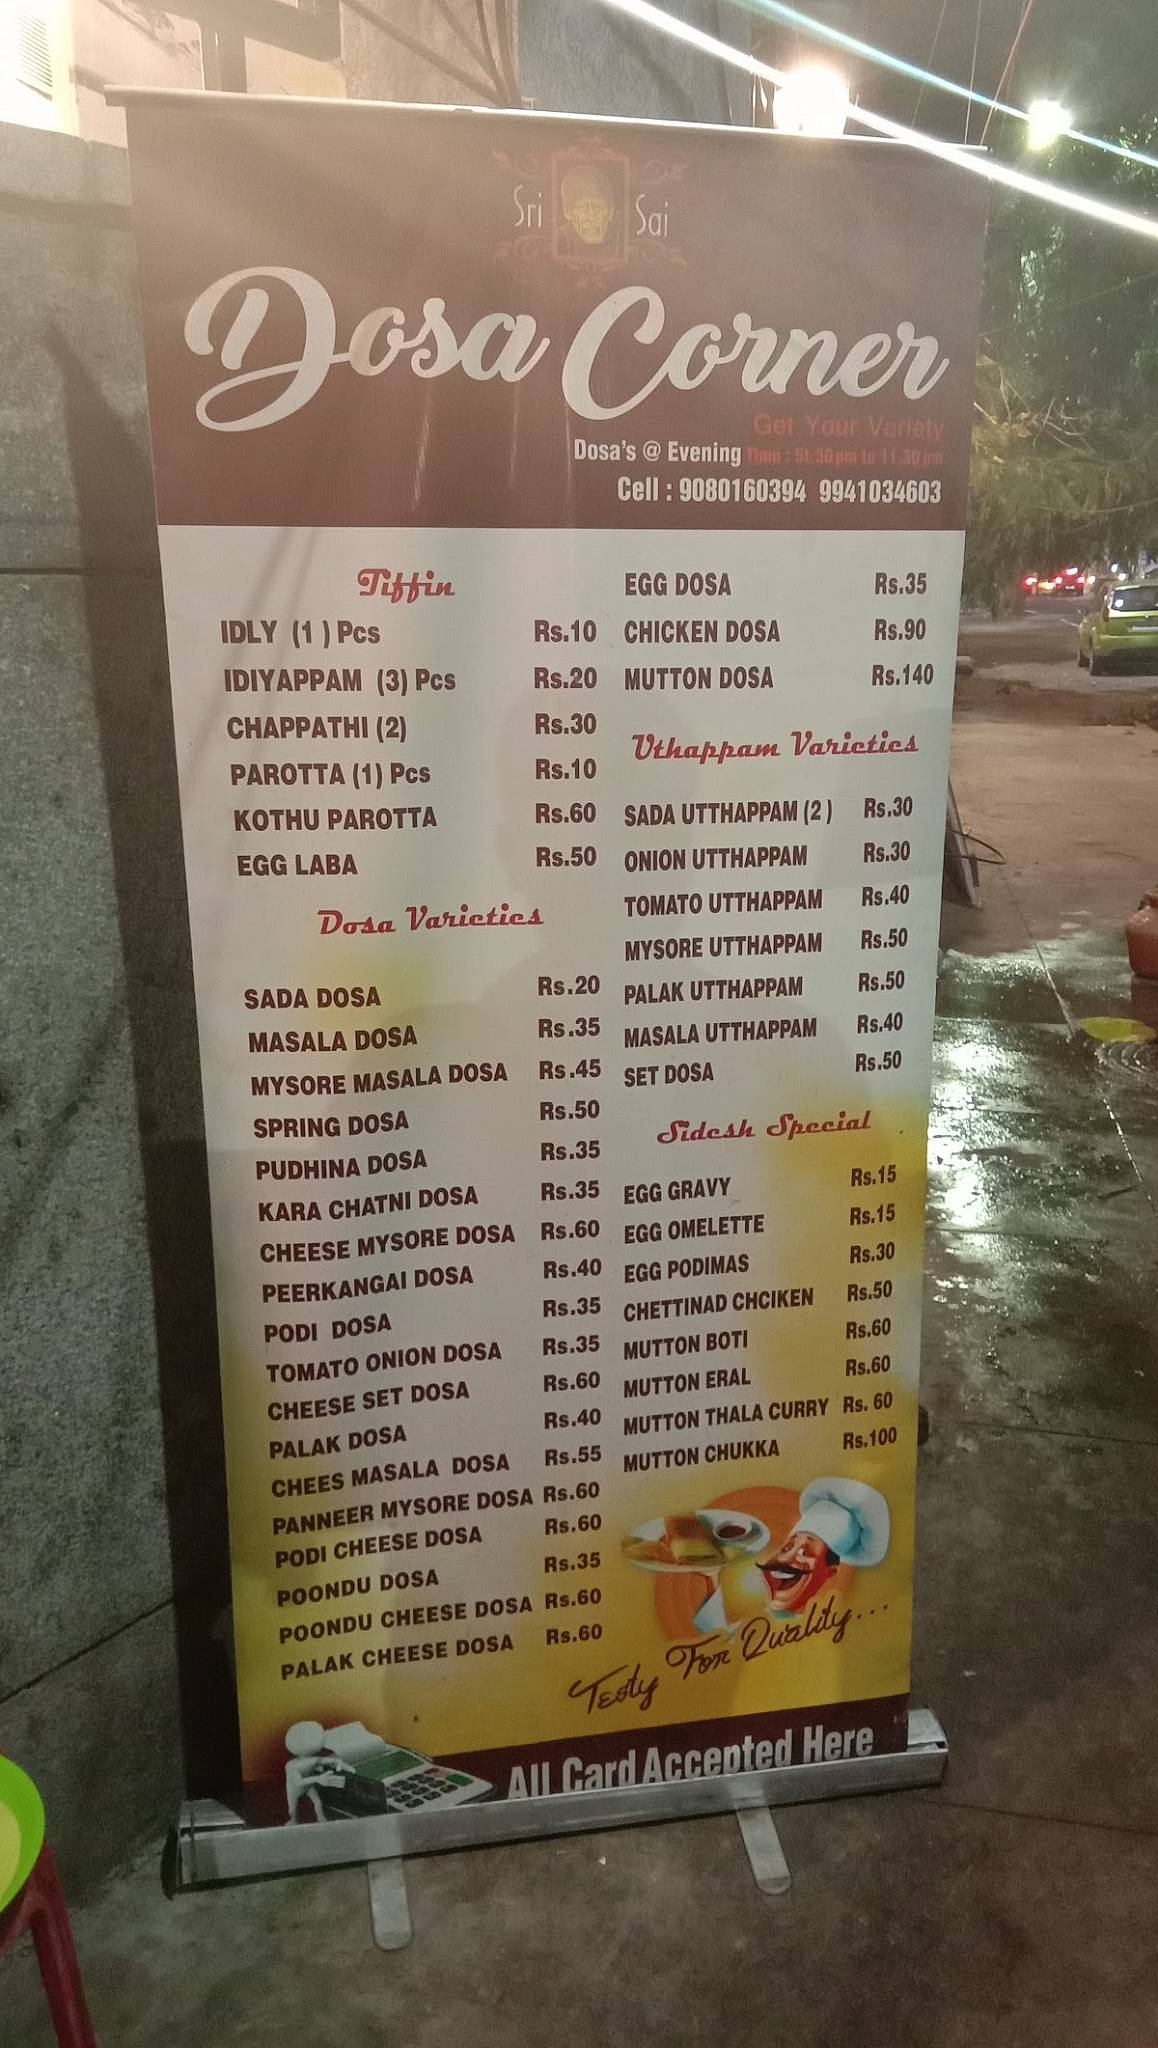 Sri Sai
Dosa Corner
Get Your Variety
Dosa's @ Evening Time : 5t.30pm to 11.30pm
Cell : 9080160394 9941034603
Tiffin
IDLY (1 ) Pcs Rs.10
IDIYAPPAM (3) Pcs Rs.20
CHAPPATHI (2) Rs.30
PAROTTA (1) Pcs Rs.10
KOTHU PAROTTA Rs.60
EGG LABA Rs.50
Dosa Varieties
SADA DOSA Rs.20
MASALA DOSA Rs.35
MYSORE MASALA DOSA Rs.45
SPRING DOSA Rs.50
PUDHINA DOSA Rs.35
KARA CHATNI DOSA Rs.35
CHEESE MYSORE DOSA Rs.60
PEERKANGAI DOSA Rs.40
PODI DOSA Rs.35
TOMATO ONION DOSA Rs.35
CHEESE SET DOSA Rs.60
PALAK DOSA Rs.40
CHEES MASALA DOSA Rs.55
PANNEER MYSORE DOSA Rs.60
PODI CHEESE DOSA Rs.60
POONDU DOSA Rs.35
POONDU CHEESE DOSA Rs.60
PALAK CHEESE DOSA Rs.60
EGG DOSA Rs.35
CHICKEN DOSA Rs.90
MUTTON DOSA Rs.140
Uthappam Varieties
SADA UTTHAPPAM (2 ) Rs.30
ONION UTTHAPPAM Rs.30
TOMATO UTTHAPPAM Rs.40
MYSORE UTTHAPPAM Rs.50
PALAK UTTHAPPAM Rs.50
MASALA UTTHAPPAM Rs.40
SET DOSA Rs.50
Sidesh Special
EGG GRAVY Rs.15
EGG OMELETTE Rs.15
EGG PODIMAS Rs.30
CHETTINAD CHCIKEN Rs.50
MUTTON BOTI Rs.60
MUTTON ERAL Rs.60
MUTTON THALA CURRY Rs. 60
MUTTON CHUKKA Rs.100
Testy For Quality...
All Card Accepted Here